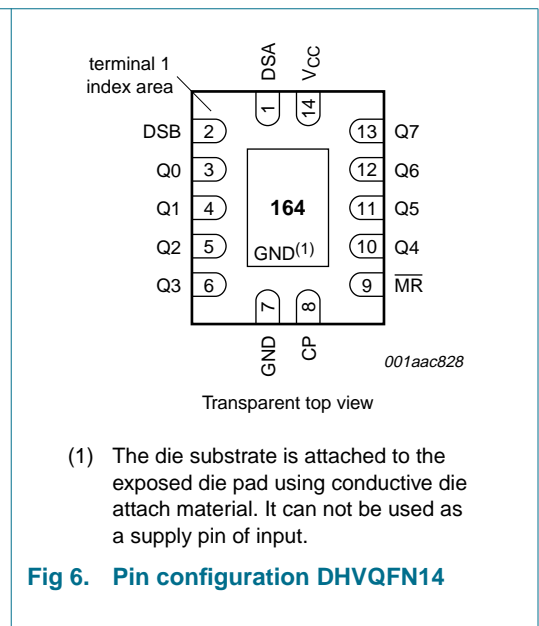 terminal 1
index area
DSA
VCC
1
14
DSB 2
13 Q7
Q0 3
12 Q6
Q1 4
164
11 Q5
Q2 5
GND(1)
10 Q4
Q3 6
9 MR
7
8
GND
CP
001aac828
Transparent top view
(1) The die substrate is attached to the
exposed die pad using conductive die
attach material. It can not be used as
a supply pin of input.
Fig 6. Pin configuration DHVQFN14